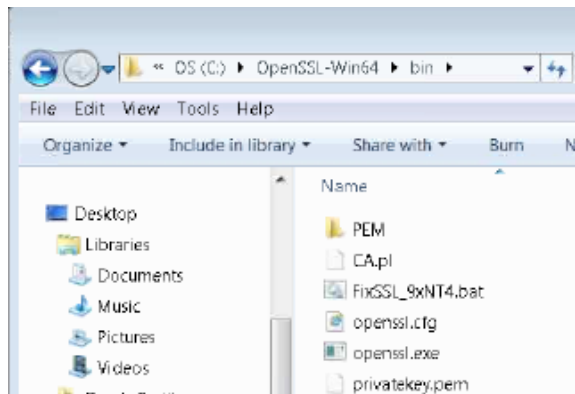 « OS (C:) ▸ OpenSSL-Win64 ▸ bin ▸
File Edit View Tools Help
Organize ▾ Include in library ▾ Share with ▾ Burn N
Name
Desktop
Libraries
Documents
Music
Pictures
Videos
PEM
CA.pl
FixSSL_9xNT4.bat
openssl.cfg
openssl.exe
privatekey.pem